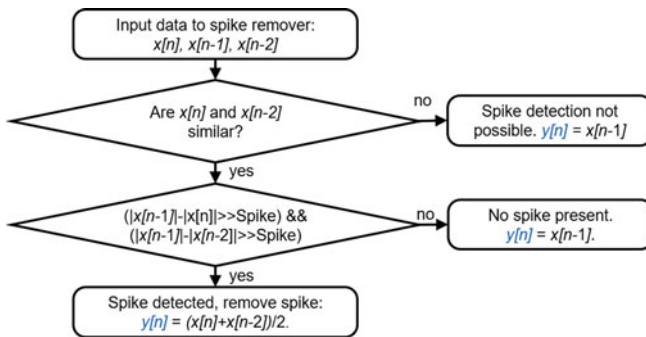 Input data to spike remover:
x[n], x[n-1], x[n-2]
Are x[n] and x[n-2]
similar?
no
Spike detection not
possible. y[n] = x[n-1]
yes
(|x[n-1]|-|x[n]|>>Spike) &&
(|x[n-1]|-|x[n-2]|>>Spike)
no
No spike present.
y[n] = x[n-1].
yes
Spike detected, remove spike:
y[n] = (x[n]+x[n-2])/2.